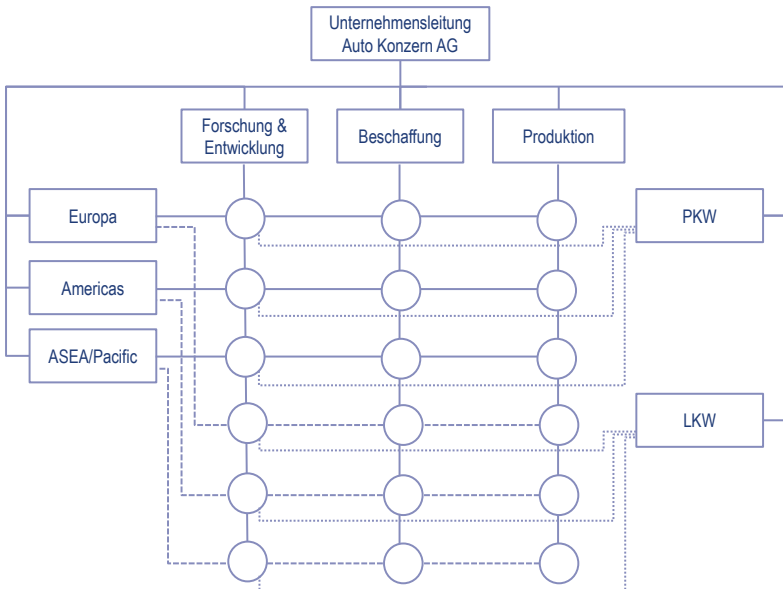 Unternehmensleitung
Auto Konzern AG
Forschung &
Entwicklung
Beschaffung
Produktion
Europa
PKW
Americas
ASEA/Pacific
LKW